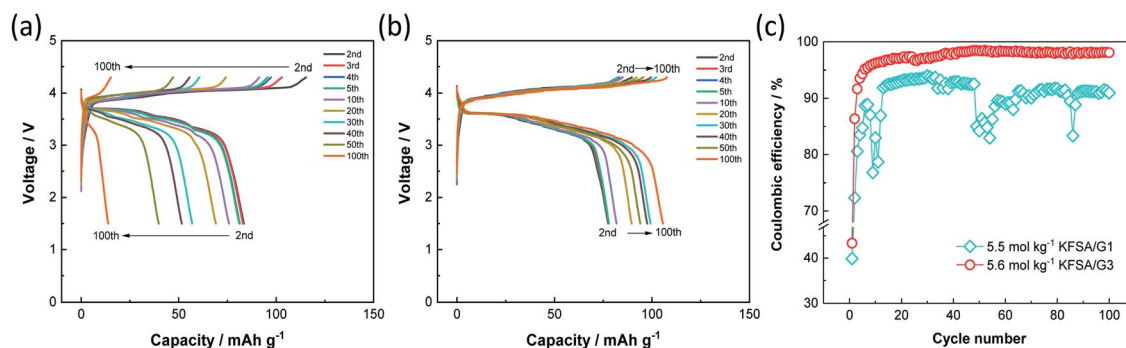 (a)
Voltage / V
5
4
3
2
1
0
100th
2nd
2nd
3rd
4th
5th
10th
20th
30th
40th
50th
100th
100th
2nd
0
50
100
150
Capacity / mAh g⁻¹
(b)
Voltage / V
5
4
3
2
1
0
2nd
100th
2nd
3rd
4th
5th
10th
20th
30th
40th
50th
100th
2nd
100th
0
50
100
150
Capacity / mAh g⁻¹
(c)
Coulombic efficiency / %
100
90
80
70
40
30
5.5 mol kg⁻¹ KFSA/G1
5.6 mol kg⁻¹ KFSA/G3
0
20
40
60
80
100
Cycle number